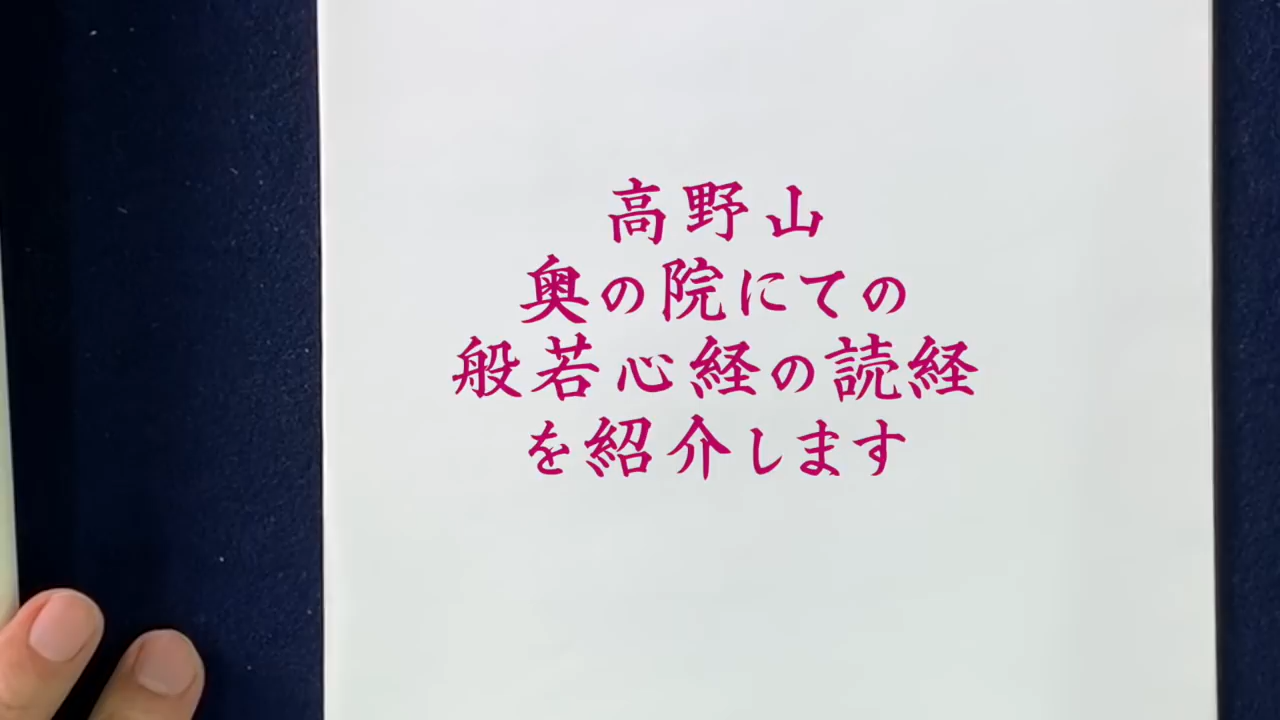 高野山
奥の院にての
般若心経の読経
を紹介します